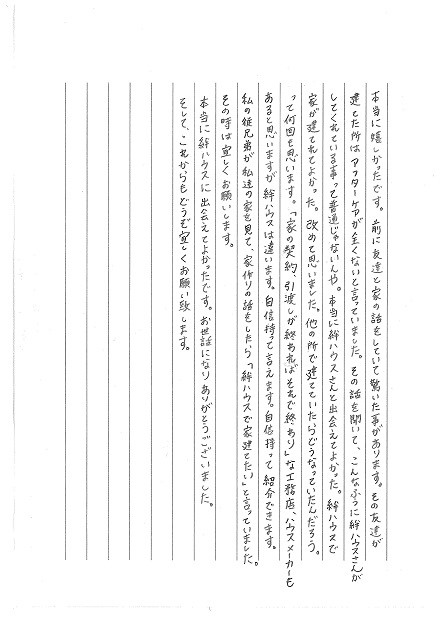 本当に嬉しかったです。前に友達と家の話をしていて驚いた事があります。その友達が
建てた所はアフターケアが全くないと言っていました。その話を聞いて、こんなふうに絆ハウスさんが
してくれている事って普通じゃないんや。本当に絆ハウスさんと出会えてよかった。絆ハウスで
家が建てれてよかった。改めて思いました。他の所で建てていたらどうなっていたんだろう。
って何回も思います。「家の契約、引渡しが終わればそれで終わり」な工務店、ハウスメーカーも
あると思いますが絆ハウスは違います。自信持って言えます。自信持って紹介できます。
私の従兄弟が私達の家を見て、家作りの話をしたら「絆ハウスで家建てたい」と言っていました。
その時は宜しくお願いします。
本当に絆ハウスに出会えてよかったです。お世話になりありがとうございました。
そして、これからもどうぞ宜しくお願い致します。